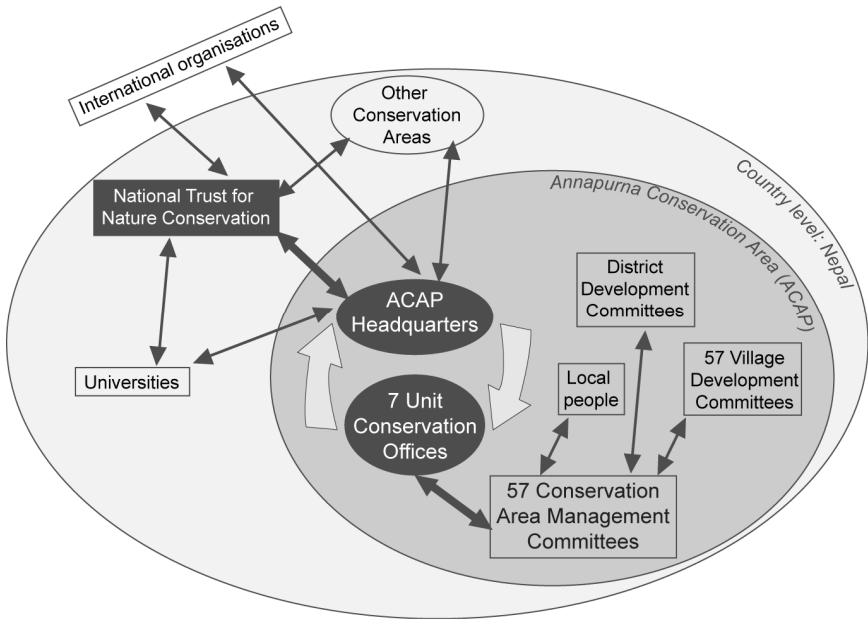 International organisations
Other
Conservation
Areas
Country level: Nepal
Annapurna Conservation Area (ACAP)
National Trust for
Nature Conservation
District
Development
Committees
ACAP
Headquarters
Universities
7 Unit
Conservation
Offices
Local
people
57 Village
Development
Committees
57 Conservation
Area Management
Committees